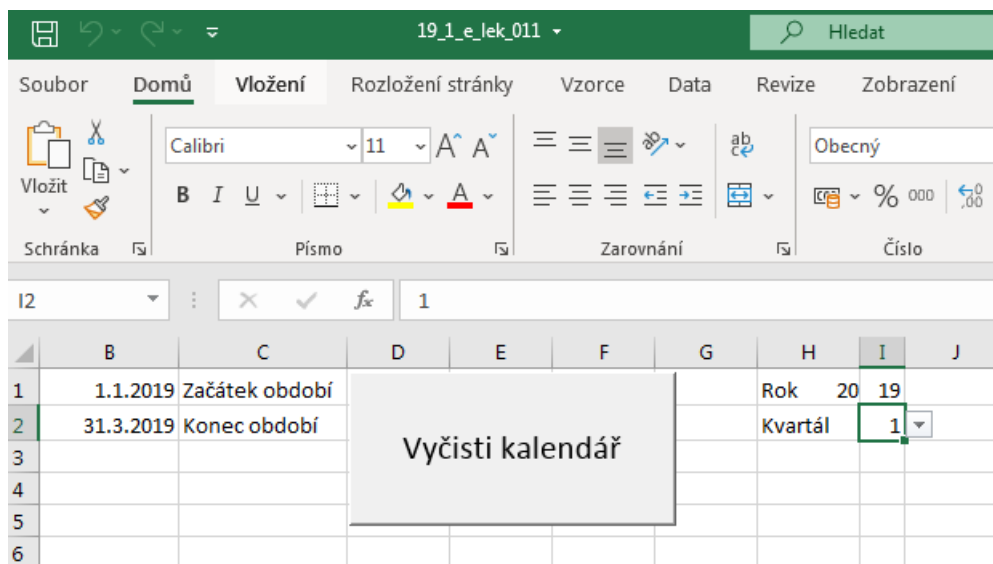 19_1_e_lek_011 Hledat
Soubor Domů Vložení Rozložení stránky Vzorce Data Revize Zobrazení
Calibri 11 A A ab c Obecný
Vložit B I U A % 000 ,00
Schránka Písmo Zarovnání Číslo
I2 fx 1
B C D E F G H I J
1 1.1.2019 Začátek období Rok 20 19
2 31.3.2019 Konec období Kvartál 1
Vyčisti kalendář
3
4
5
6